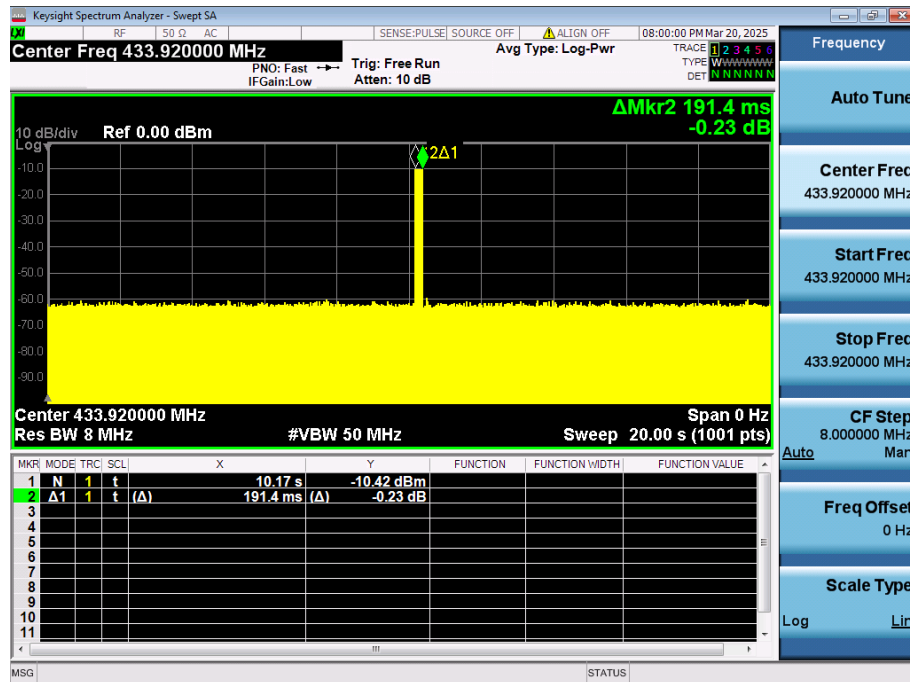 Keysight Spectrum Analyzer - Swept SA
LXI RF 50 Ω AC SENSE:PULSE SOURCE OFF ALIGN OFF 08:00:00 PM Mar 20, 2025
Center Freq 433.920000 MHz
Avg Type: Log-Pwr
TRACE 1 2 3 4 5 6
PNO: Fast Trig: Free Run
TYPE WWWWWW
IFGain:Low Atten: 10 dB
DET N N N N N N
ΔMkr2 191.4 ms
-0.23 dB
10 dB/div Ref 0.00 dBm
Log
2Δ1
-10.0
-20.0
-30.0
-40.0
-50.0
-60.0
-70.0
-80.0
-90.0
Center 433.920000 MHz Span 0 Hz
Res BW 8 MHz #VBW 50 MHz Sweep 20.00 s (1001 pts)
MKR MODE TRC SCL X Y FUNCTION FUNCTION WIDTH FUNCTION VALUE
1 N 1 t 10.17 s -10.42 dBm
2 Δ1 1 t (Δ) 191.4 ms (Δ) -0.23 dB
3
4
5
6
7
8
9
10
11
MSG STATUS
Frequency
Auto Tune
Center Freq
433.920000 MHz
Start Freq
433.920000 MHz
Stop Freq
433.920000 MHz
CF Step
8.000000 MHz
Auto Man
Freq Offset
0 Hz
Scale Type
Log Lin